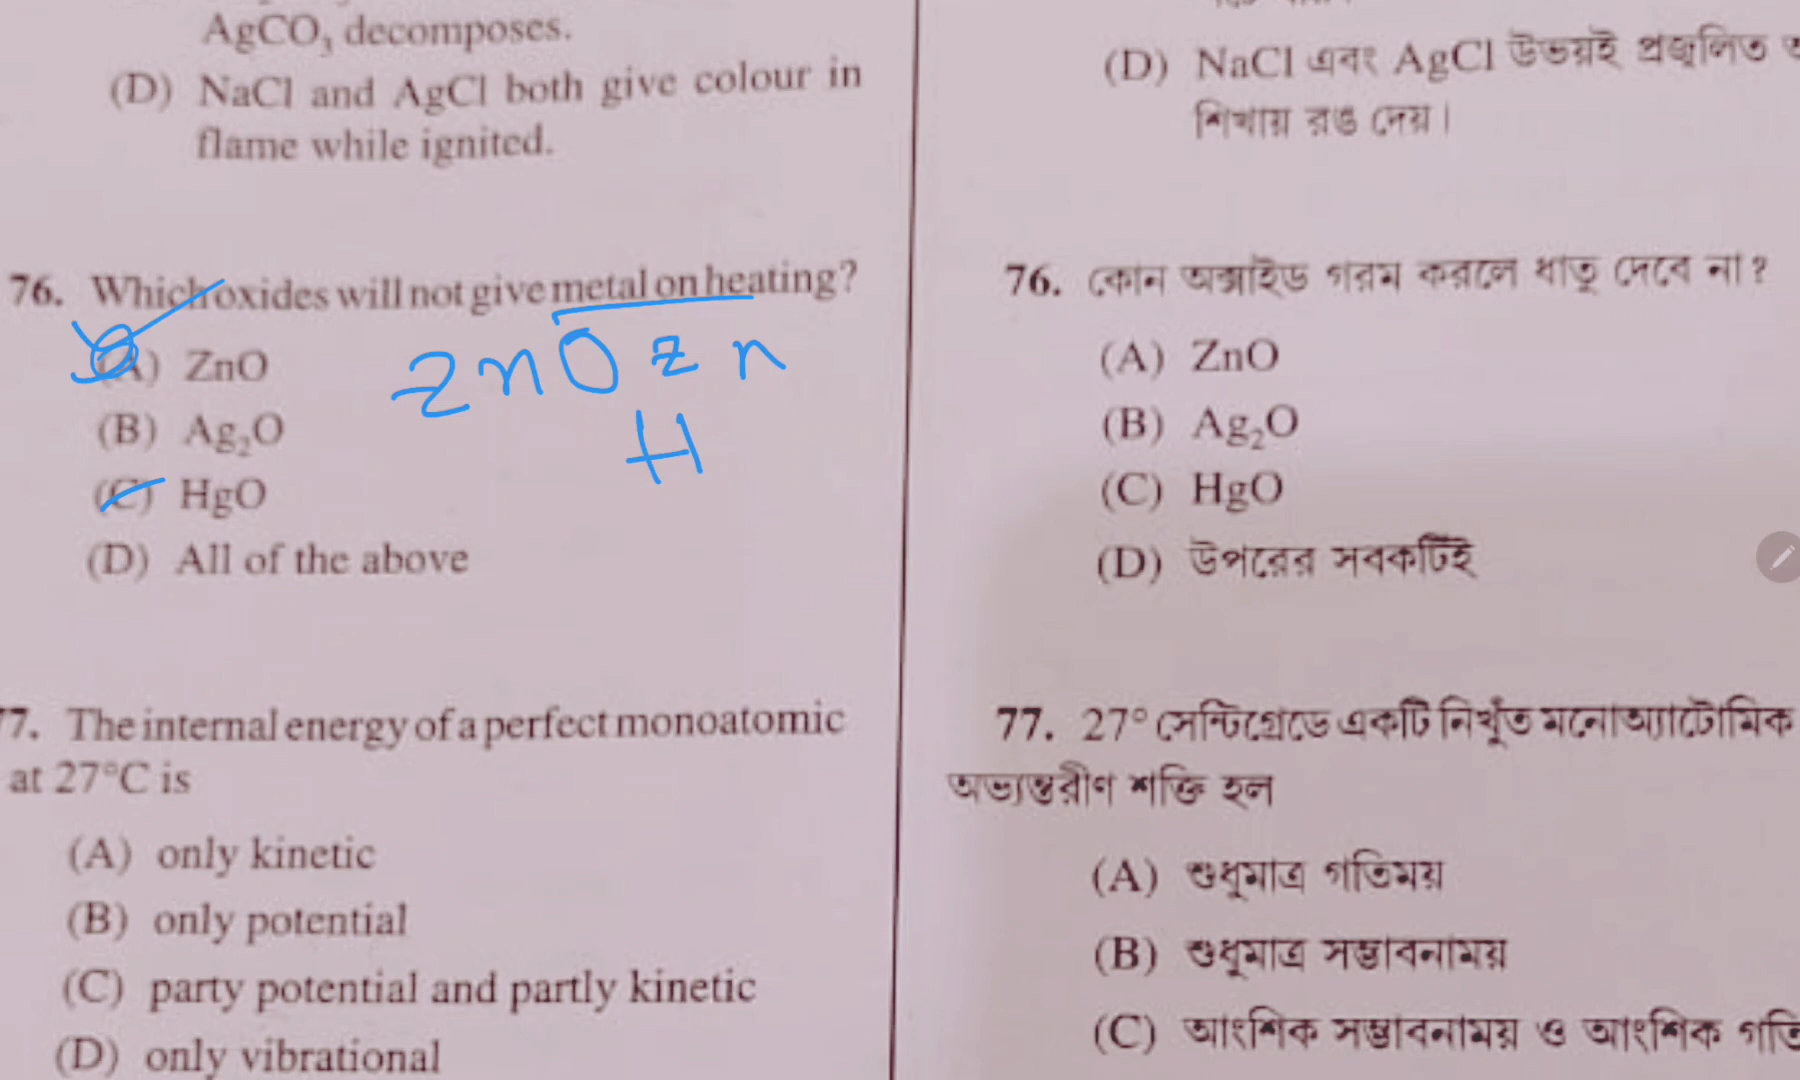 AgCO₃ decomposes.
(D) NaCl and AgCl both give colour in
flame while ignited.
76. Which oxides will not give metal on heating?
(A) ZnO
(B) Ag₂O
(C) HgO
(D) All of the above
ZnO Zn
H
77. The internal energy of a perfect monoatomic
at 27°C is
(A) only kinetic
(B) only potential
(C) party potential and partly kinetic
(D) only vibrational
(D) NaCl এবং AgCl উভয়ই প্রজ্বলিত
শিখায় রঙ দেয়।
76. কোন অক্সাইড গরম করলে ধাতু দেবে না?
(A) ZnO
(B) Ag₂O
(C) HgO
(D) উপরের সবকটিই
77. 27° সেন্টিগ্রেডে একটি নিখুঁত মনোঅ্যাটোমিক
অভ্যন্তরীণ শক্তি হল
(A) শুধুমাত্র গতিময়
(B) শুধুমাত্র সম্ভাবনাময়
(C) আংশিক সম্ভাবনাময় ও আংশিক